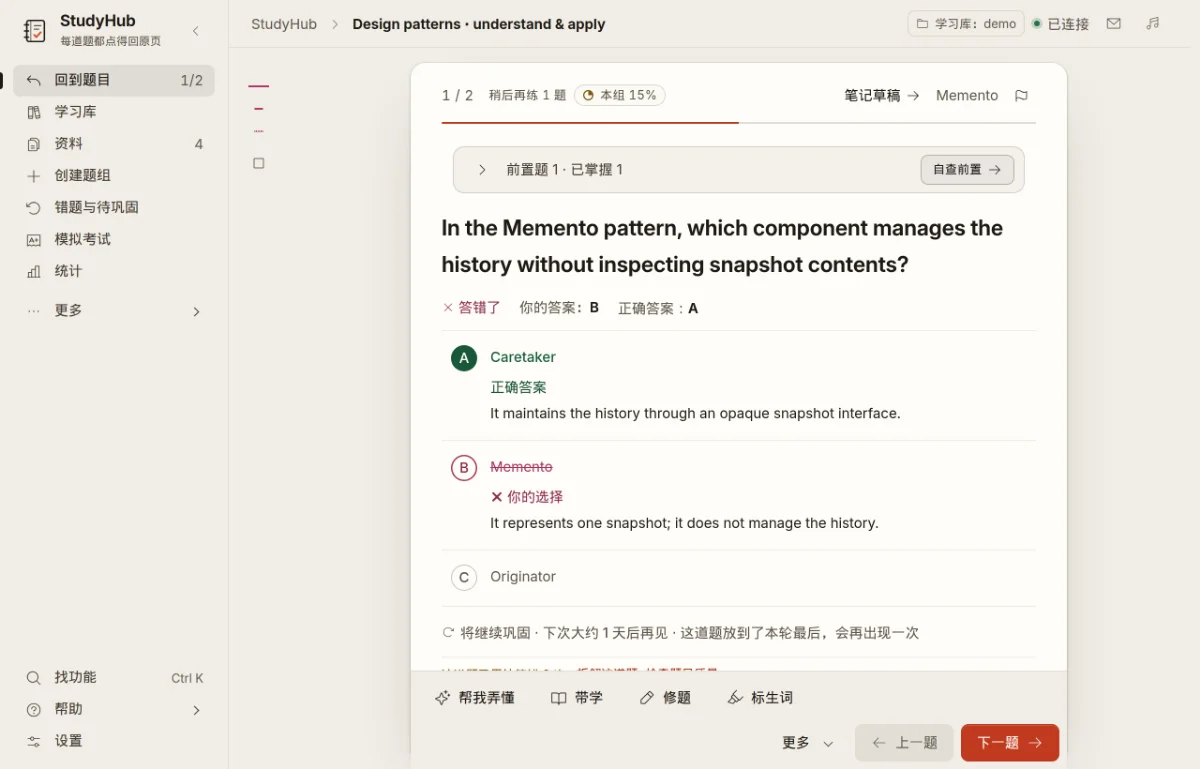 StudyHub
每道题都点得回原页
回到题目 1/2
学习库
资料 4
创建题组
错题与待巩固
模拟考试
统计
更多
找功能 Ctrl K
帮助
设置
StudyHub > Design patterns · understand & apply
学习库：demo
已连接
1 / 2 稍后再练 1 题 本组 15%
笔记草稿 → Memento
前置题 1 · 已掌握 1
自查前置 →
In the Memento pattern, which component manages the
history without inspecting snapshot contents?
× 答错了 你的答案：B 正确答案：A
A Caretaker
正确答案
It maintains the history through an opaque snapshot interface.
B Memento
× 你的选择
It represents one snapshot; it does not manage the history.
C Originator
将继续巩固 · 下次大约 1 天后再见 · 这道题放到了本轮最后，会再出现一次
帮我弄懂 带学 修题 标生词
更多 ← 上一题 下一题 →